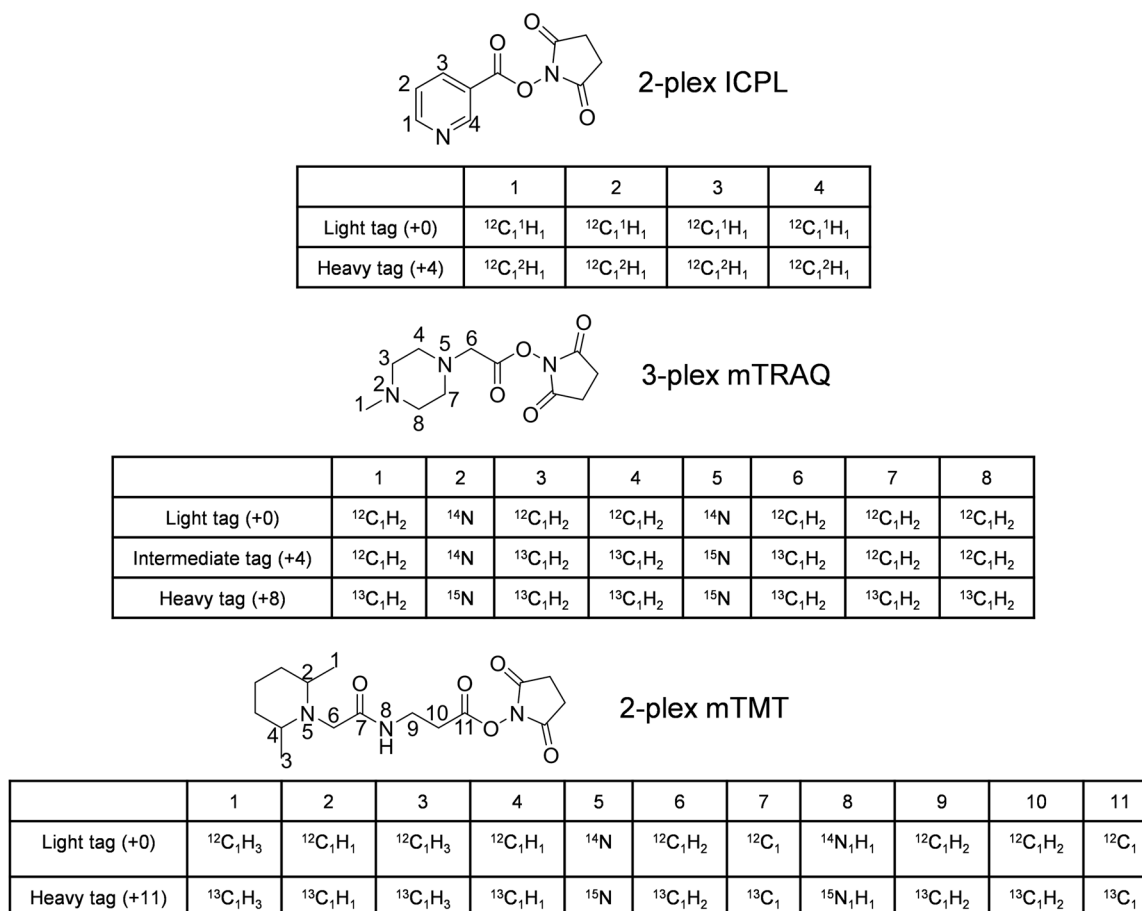 O
O
3
2
N
O
1
N
4
O
2-plex ICPL
1 2 3 4
Light tag (+0) ¹²C₁¹H₁ ¹²C₁¹H₁ ¹²C₁¹H₁ ¹²C₁¹H₁
Heavy tag (+4) ¹²C₁²H₁ ¹²C₁²H₁ ¹²C₁²H₁ ¹²C₁²H₁
4
5
6
O
O
3
N
N
2
N
O
O
1
7
8
3-plex mTRAQ
1 2 3 4 5 6 7 8
Light tag (+0) ¹²C₁H₂ ¹⁴N ¹²C₁H₂ ¹²C₁H₂ ¹⁴N ¹²C₁H₂ ¹²C₁H₂ ¹²C₁H₂
Intermediate tag (+4) ¹²C₁H₂ ¹⁴N ¹³C₁H₂ ¹³C₁H₂ ¹⁵N ¹³C₁H₂ ¹²C₁H₂ ¹²C₁H₂
Heavy tag (+8) ¹³C₁H₂ ¹⁵N ¹³C₁H₂ ¹³C₁H₂ ¹⁵N ¹³C₁H₂ ¹³C₁H₂ ¹³C₁H₂
1
2
O
8
O
O
N
6
10
N
5
7
N
H
9
11
O
4
3
O
2-plex mTMT
1 2 3 4 5 6 7 8 9 10 11
Light tag (+0) ¹²C₁H₃ ¹²C₁H₁ ¹²C₁H₃ ¹²C₁H₁ ¹⁴N ¹²C₁H₂ ¹²C₁ ¹⁴N₁H₁ ¹²C₁H₂ ¹²C₁H₂ ¹²C₁
Heavy tag (+11) ¹³C₁H₃ ¹³C₁H₁ ¹³C₁H₃ ¹³C₁H₁ ¹⁵N ¹³C₁H₂ ¹³C₁ ¹⁵N₁H₁ ¹³C₁H₂ ¹³C₁H₂ ¹³C₁